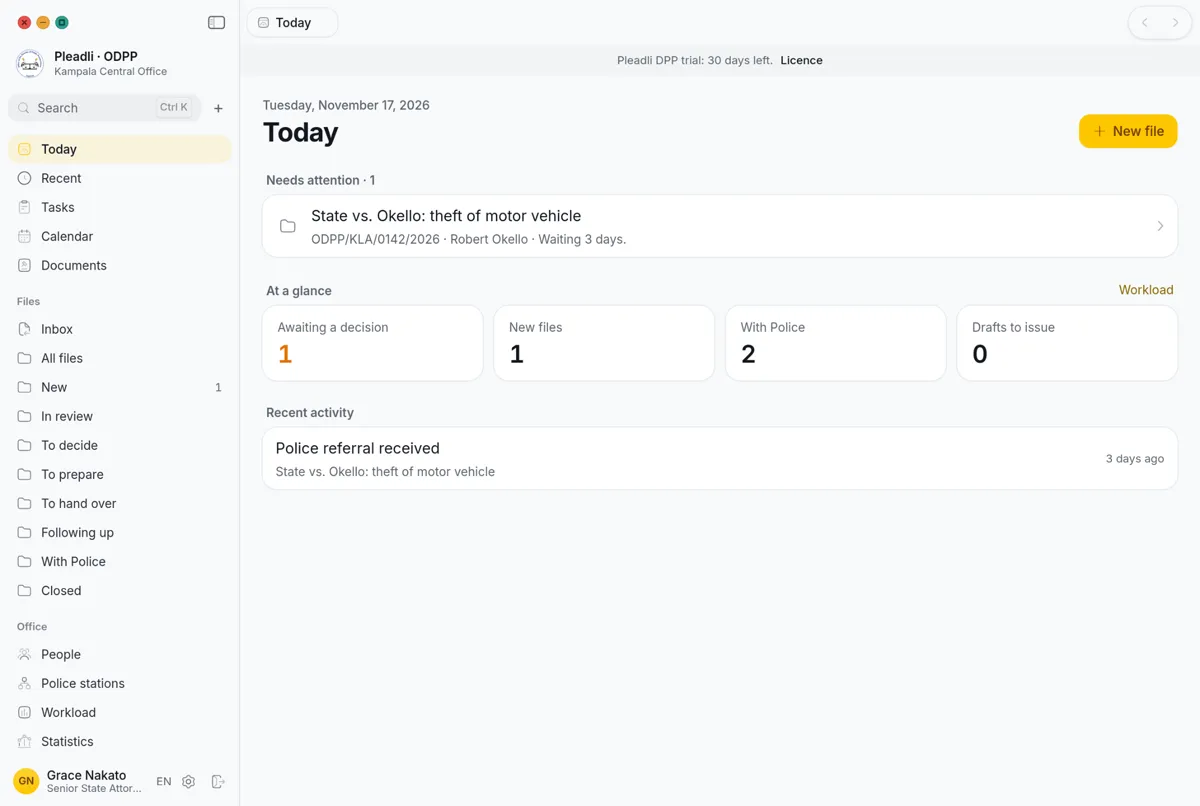 Pleadli · ODPP
Kampala Central Office
Search
Ctrl K
Today
Recent
Tasks
Calendar
Documents
Files
Inbox
All files
New
1
In review
To decide
To prepare
To hand over
Following up
With Police
Closed
Office
People
Police stations
Workload
Statistics
GN
Grace Nakato
Senior State Attor...
EN
Today
Pleadli DPP trial: 30 days left. Licence
Tuesday, November 17, 2026
Today
New file
Needs attention · 1
State vs. Okello: theft of motor vehicle
ODPP/KLA/0142/2026 · Robert Okello · Waiting 3 days.
At a glance
Workload
Awaiting a decision
1
New files
1
With Police
2
Drafts to issue
0
Recent activity
Police referral received
State vs. Okello: theft of motor vehicle
3 days ago